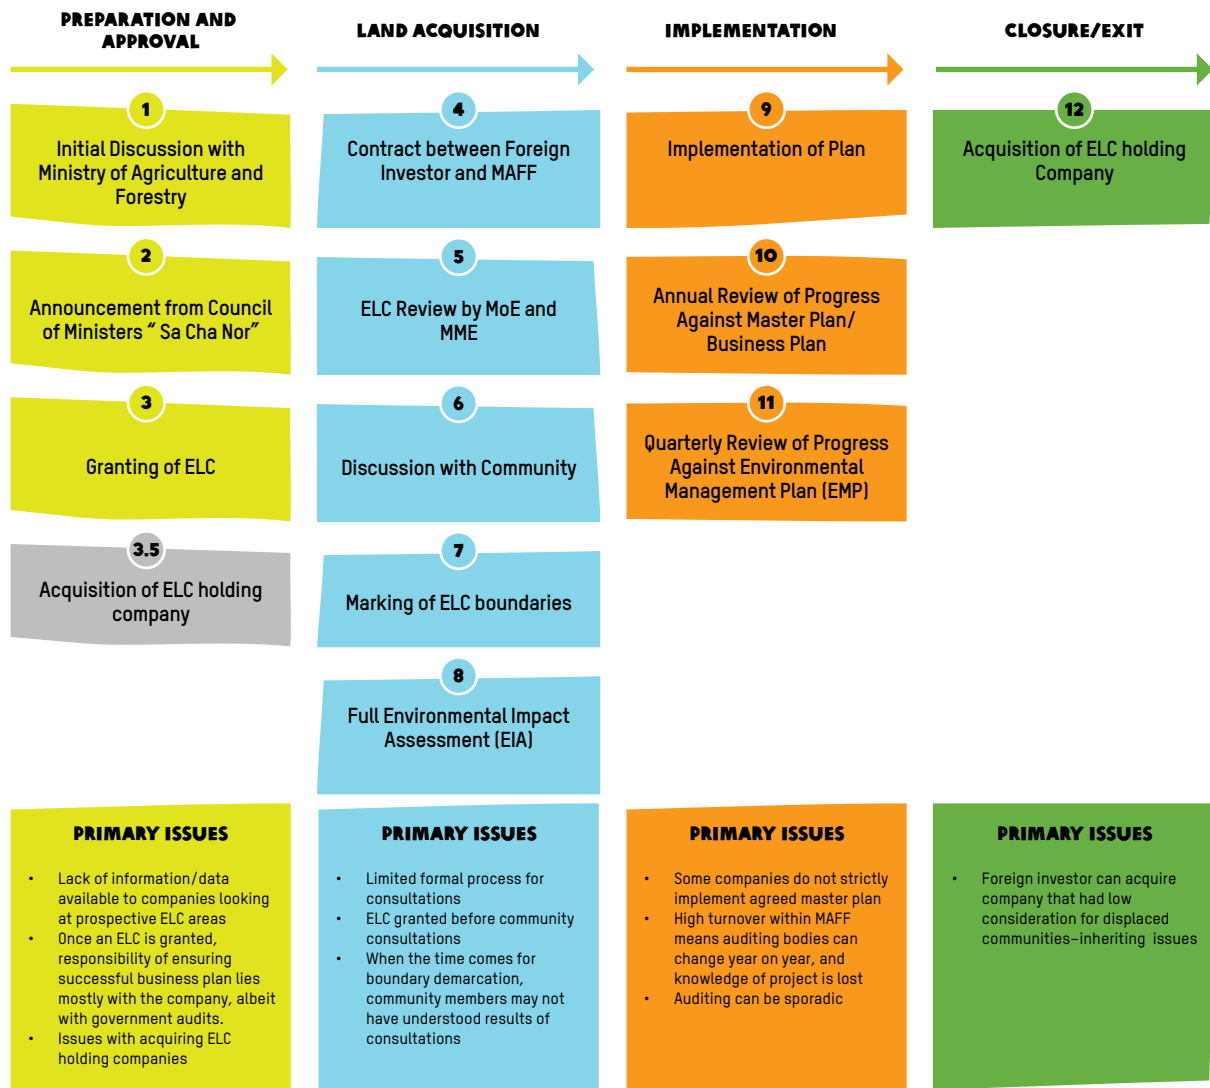 PREPARATION AND
APPROVAL
1
Initial Discussion with
Ministry of Agriculture and
Forestry
2
Announcement from Council
of Ministers “ Sa Cha Nor”
3
Granting of ELC
3.5
Acquisition of ELC holding
company
PRIMARY ISSUES
• Lack of information/data
available to companies looking
at prospective ELC areas
• Once an ELC is granted,
responsibility of ensuring
successful business plan lies
mostly with the company, albeit
with government audits.
• Issues with acquiring ELC
holding companies
LAND ACQUISITION
4
Contract between Foreign
Investor and MAFF
5
ELC Review by MoE and
MME
6
Discussion with Community
7
Marking of ELC boundaries
8
Full Environmental Impact
Assessment (EIA)
PRIMARY ISSUES
• Limited formal process for
consultations
• ELC granted before community
consultations
• When the time comes for
boundary demarcation,
community members may not
have understood results of
consultations
IMPLEMENTATION
9
Implementation of Plan
10
Annual Review of Progress
Against Master Plan/
Business Plan
11
Quarterly Review of Progress
Against Environmental
Management Plan (EMP)
PRIMARY ISSUES
• Some companies do not strictly
implement agreed master plan
• High turnover within MAFF
means auditing bodies can
change year on year, and
knowledge of project is lost
• Auditing can be sporadic
CLOSURE/EXIT
12
Acquisition of ELC holding
Company
PRIMARY ISSUES
• Foreign investor can acquire
company that had low
consideration for displaced
communities–inheriting issues